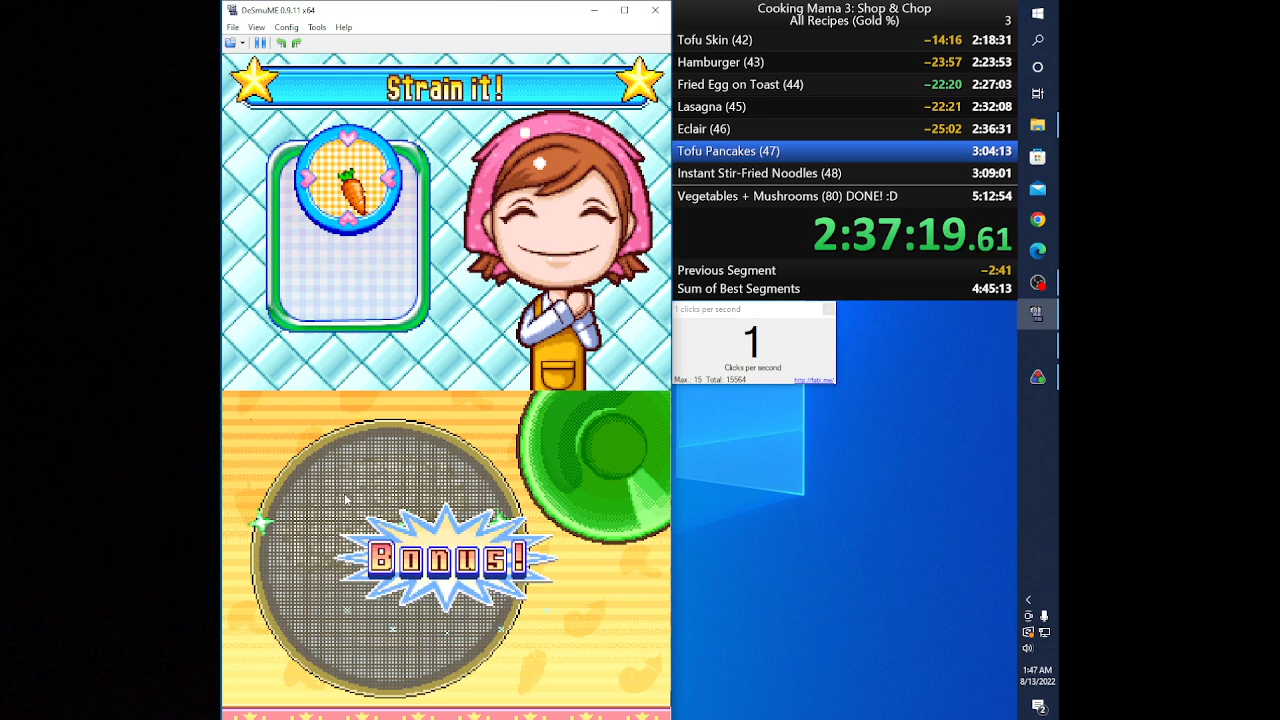 DeSmuME 0.9.11 x64
File View Config Tools Help
Strain it!
Bonus!
Cooking Mama 3: Shop & Chop
All Recipes (Gold %)
3
Tofu Skin (42) −14:16 2:18:31
Hamburger (43) −23:57 2:23:53
Fried Egg on Toast (44) −22:20 2:27:03
Lasagna (45) −22:21 2:32:08
Eclair (46) −25:02 2:36:31
Tofu Pancakes (47) 3:04:13
Instant Stir-Fried Noodles (48) 3:09:01
Vegetables + Mushrooms (80) DONE! :D 5:12:54
2:37:19.61
Previous Segment −2:41
Sum of Best Segments 4:45:13
1 clicks per second
1
Clicks per second
Max.: 15 Total: 15564 http://fabi.me/
1:47 AM
8/13/2022
2